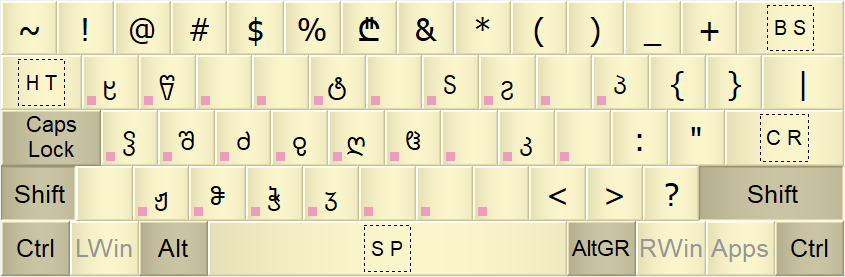 ~ ! @ # $ % ₾ & * ( ) _ + BS
HT თ ჲ { } |
Caps Lock შ ძ ჶ ღ ჱ : " CR
Shift ჟ ჳ < > ? Shift
Ctrl LWin Alt SP AltGR RWin Apps Ctrl